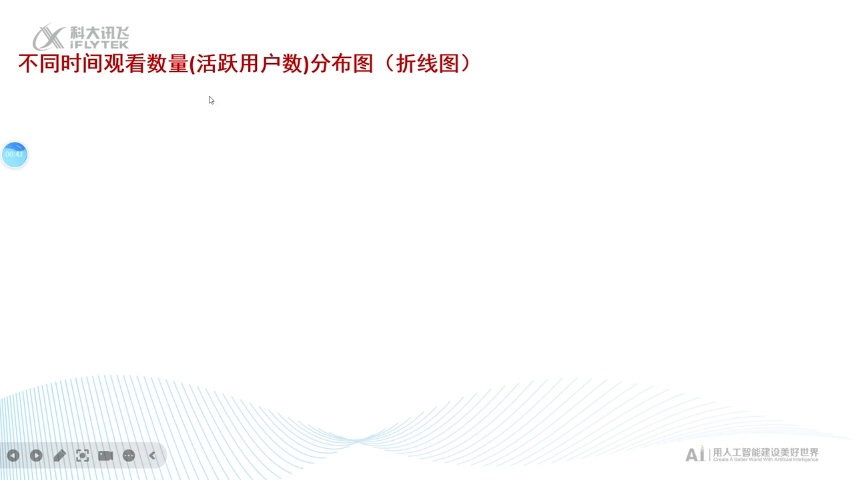 科大讯飞
iFLYTEK
不同时间观看数量(活跃用户数)分布图（折线图）
00:47
AI 用人工智能建设美好世界
Create A Better World With Artificial Intelligence